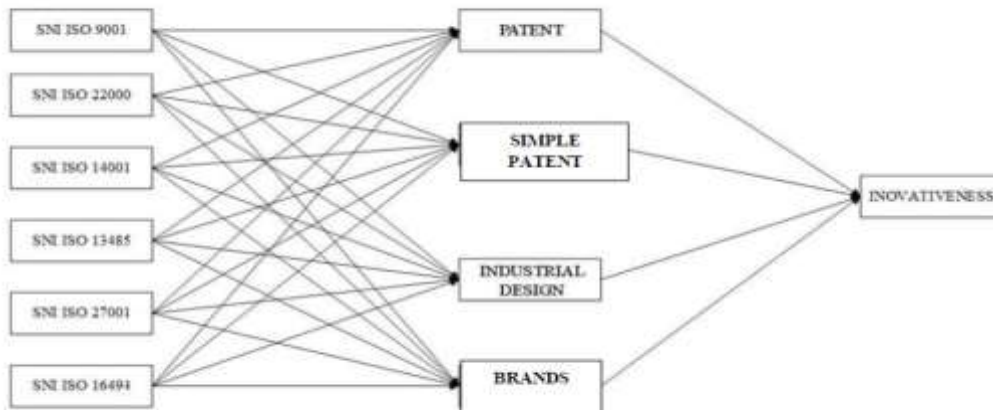 SNI ISO 9001
PATENT
SNI ISO 22000
SIMPLE
PATENT
SNI ISO 14001
INOVATIVENESS
SNI ISO 13485
INDUSTRIAL
DESIGN
SNI ISO 27001
BRANDS
SNI ISO 16494